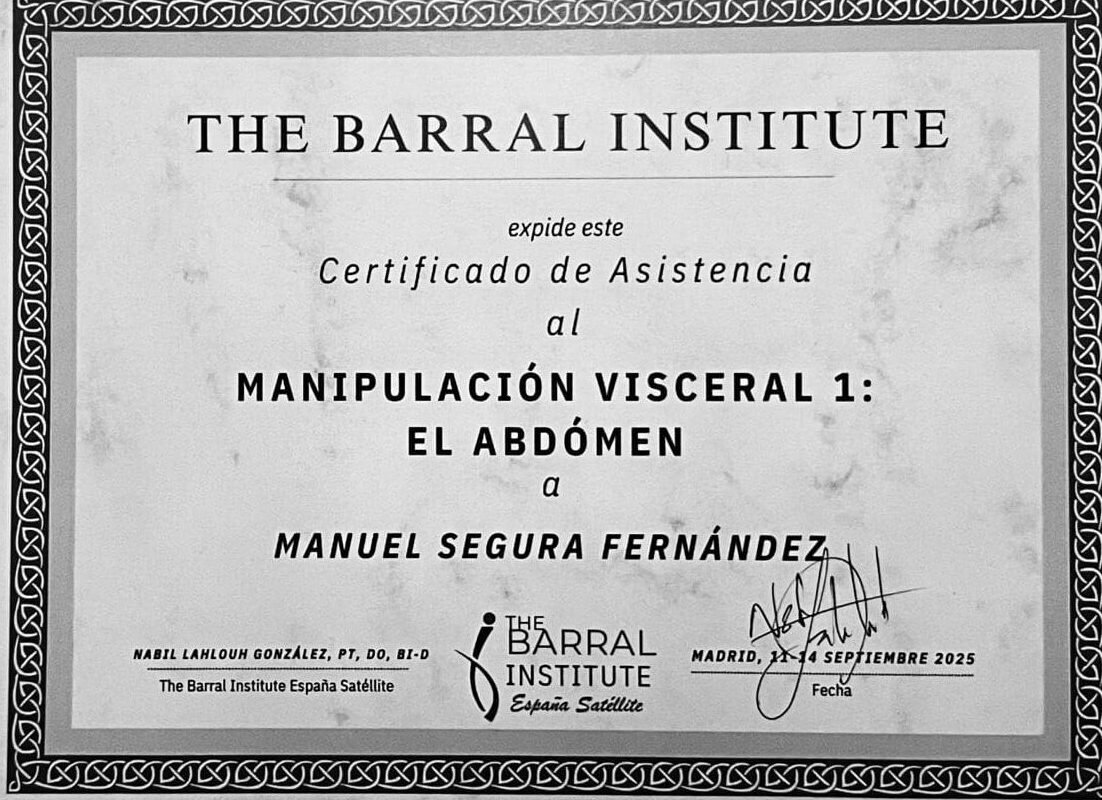 THE BARRAL INSTITUTE
expide este
Certificado de Asistencia
al
MANIPULACIÓN VISCERAL 1:
EL ABDÓMEN
a
MANUEL SEGURA FERNÁNDEZ
NABIL LAHLOUH GONZÁLEZ, PT, DO, BI-D
The Barral Institute España Satéllite
THE
BARRAL
INSTITUTE
España Satéllite
MADRID, 11-14 SEPTIEMBRE 2025
Fecha